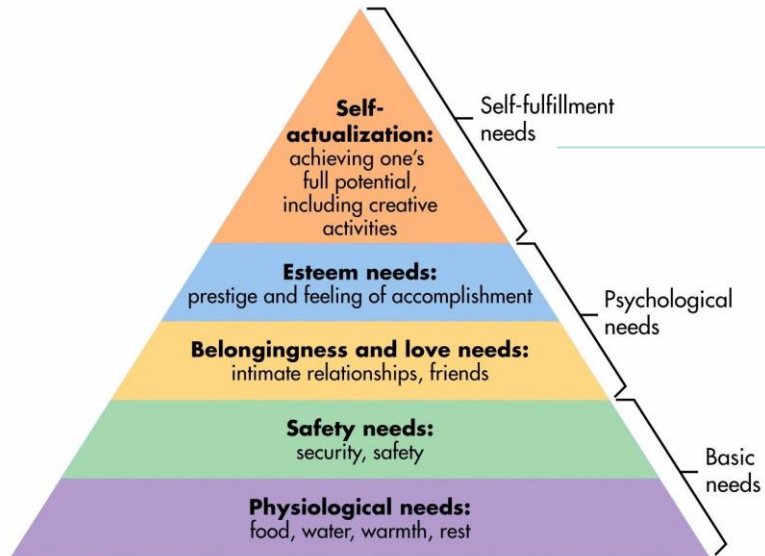 Self-
actualization:
achieving one's
full potential,
including creative
activities
Esteem needs:
prestige and feeling of accomplishment
Belongingness and love needs:
intimate relationships, friends
Safety needs:
security, safety
Physiological needs:
food, water, warmth, rest
Self-fulfillment
needs
Psychological
needs
Basic
needs